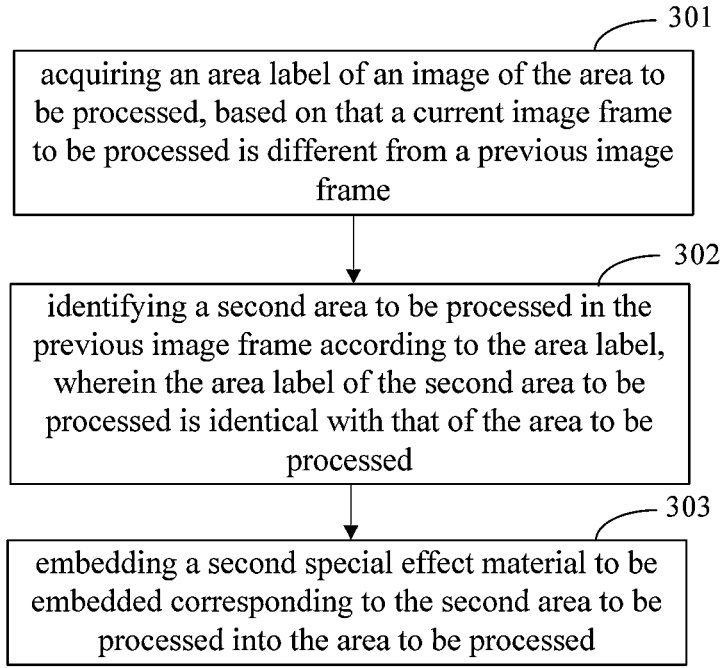 301
acquiring an area label of an image of the area to
be processed, based on that a current image frame
to be processed is different from a previous image
frame
302
identifying a second area to be processed in the
previous image frame according to the area label,
wherein the area label of the second area to be
processed is identical with that of the area to be
processed
303
embedding a second special effect material to be
embedded corresponding to the second area to be
processed into the area to be processed